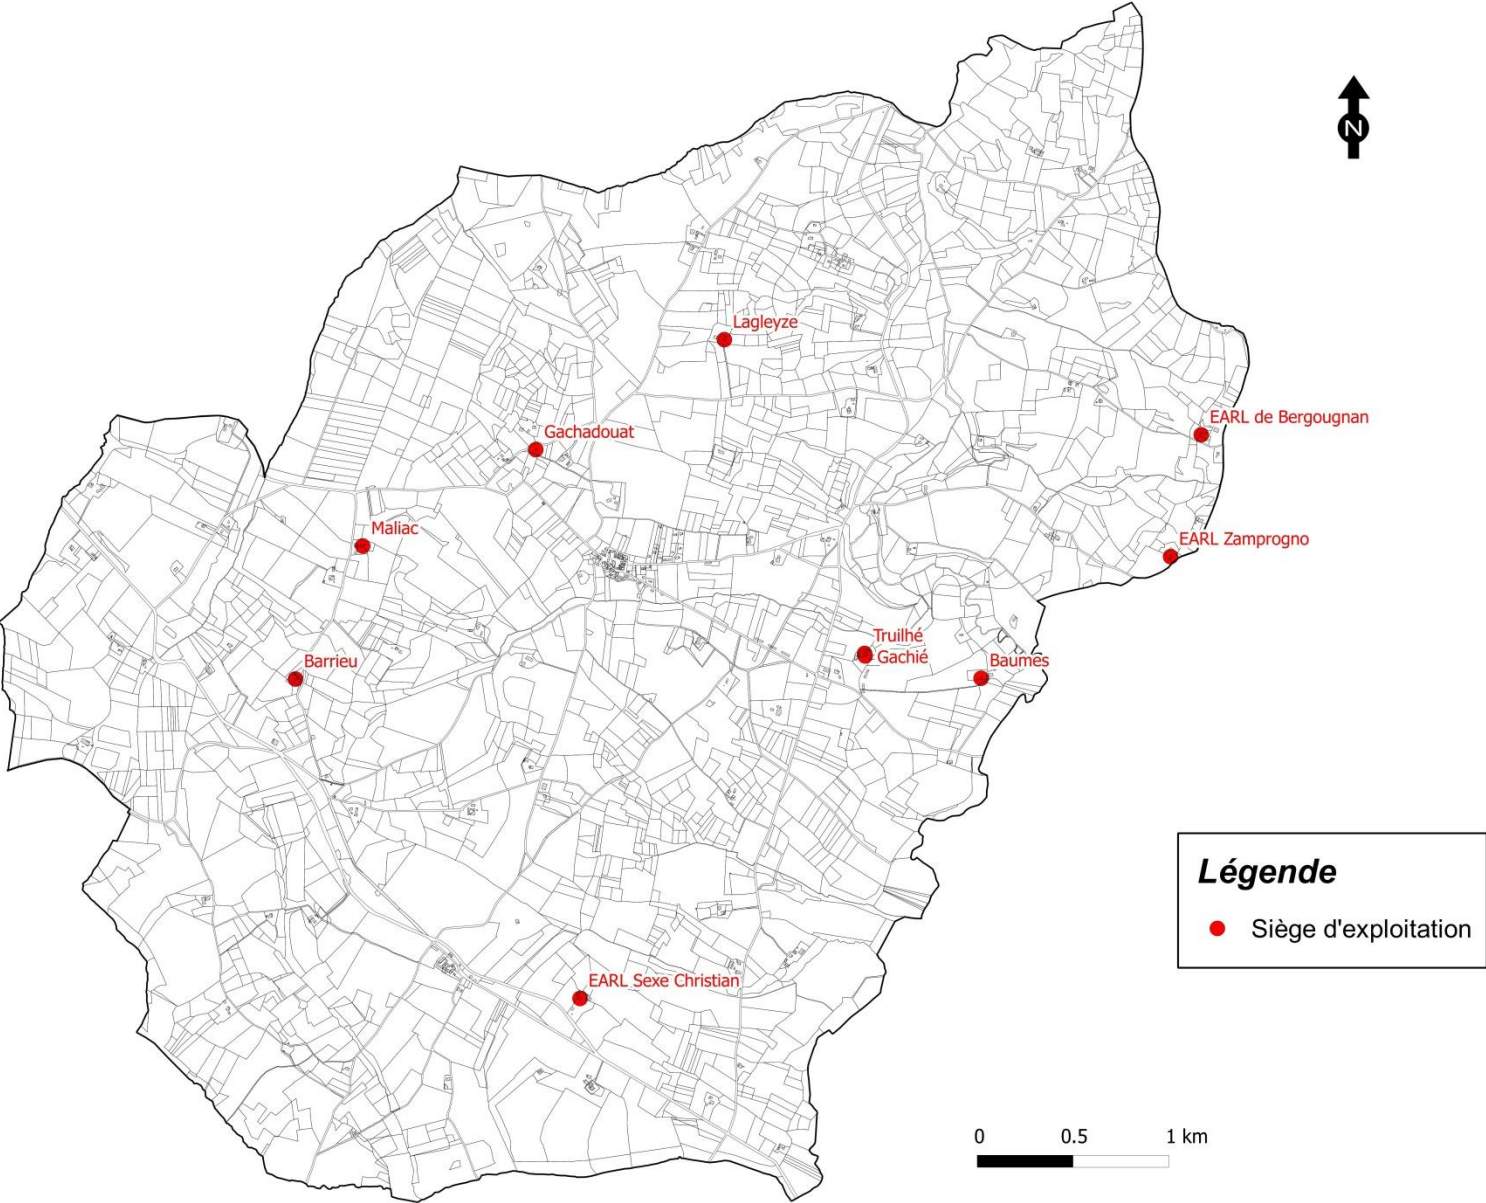 N
Lagleyze
EARL de Bergougnan
Gachadouat
Maliac
EARL Zamprogno
Truilhé
Gachié
Baumes
Barrieu
Légende
Siège d'exploitation
EARL Sexe Christian
0 0.5 1 km